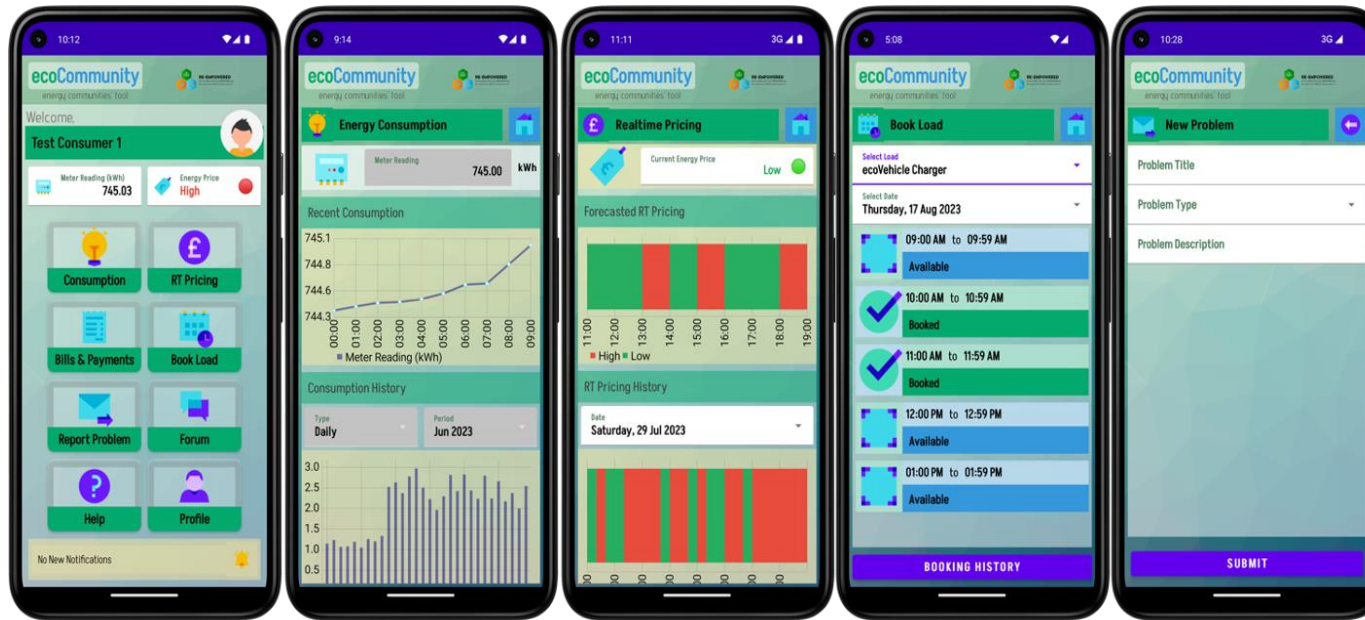 10:12
ecoCommunity
RE-EMPOWERED
energy communities' tool
Welcome,
Test Consumer 1
Meter Reading (kWh)
745.03
Energy Price
High
Consumption
RT Pricing
Bills & Payments
Book Load
Report Problem
Forum
Help
Profile
No New Notifications
9:14
ecoCommunity
RE-EMPOWERED
energy communities' tool
Energy Consumption
Meter Reading
745.00 kWh
Recent Consumption
745.1
744.8
744.6
744.3
00:00 01:00 02:00 03:00 04:00 05:00 06:00 07:00 08:00 09:00
Meter Reading (kWh)
Consumption History
Type
Daily
Period
Jun 2023
3.0
2.5
2.0
1.5
1.0
0.5
11:11 3G
ecoCommunity
RE-EMPOWERED
energy communities' tool
£ Realtime Pricing
Current Energy Price
Low
Forecasted RT Pricing
11:00 12:00 13:00 14:00 15:00 16:00 17:00 18:00 19:00
High Low
RT Pricing History
Date
Saturday, 29 Jul 2023
5:08
ecoCommunity
RE-EMPOWERED
energy communities' tool
Book Load
Select Load
ecoVehicle Charger
Select Date
Thursday, 17 Aug 2023
09:00 AM to 09:59 AM
Available
10:00 AM to 10:59 AM
Booked
11:00 AM to 11:59 AM
Booked
12:00 PM to 12:59 PM
Available
01:00 PM to 01:59 PM
Available
BOOKING HISTORY
10:28 3G
ecoCommunity
RE-EMPOWERED
energy communities' tool
New Problem
Problem Title
Problem Type
Problem Description
SUBMIT